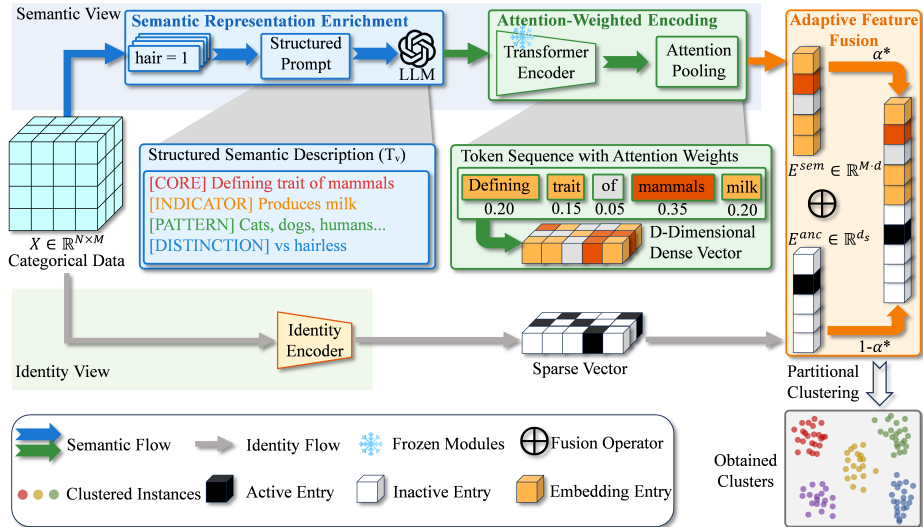 Semantic View
Semantic Representation Enrichment
hair = 1
Structured
Prompt
LLM
Attention-Weighted Encoding
Transformer
Encoder
Attention
Pooling
Adaptive Feature
Fusion
α*
E^{sem} ∈ ℝ^{M·d}
E^{anc} ∈ ℝ^{d_s}
1-α*
X ∈ ℝ^{N×M}
Categorical Data
Structured Semantic Description (T_v)
[CORE] Defining trait of mammals
[INDICATOR] Produces milk
[PATTERN] Cats, dogs, humans...
[DISTINCTION] vs hairless
Token Sequence with Attention Weights
Defining trait of mammals milk
0.20 0.15 0.05 0.35 0.20
D-Dimensional
Dense Vector
Identity
Encoder
Identity View
Sparse Vector
Partitional
Clustering
Obtained
Clusters
Semantic Flow
Identity Flow
Frozen Modules
Fusion Operator
Clustered Instances
Active Entry
Inactive Entry
Embedding Entry